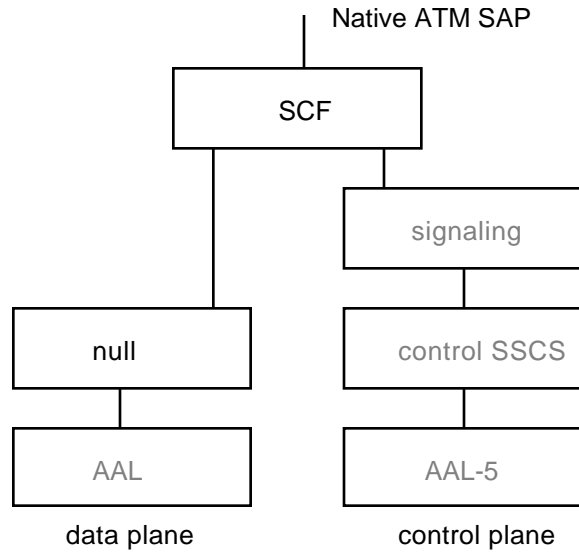 Native ATM SAP
SCF
signaling
null
control SSCS
AAL
AAL-5
data plane
control plane